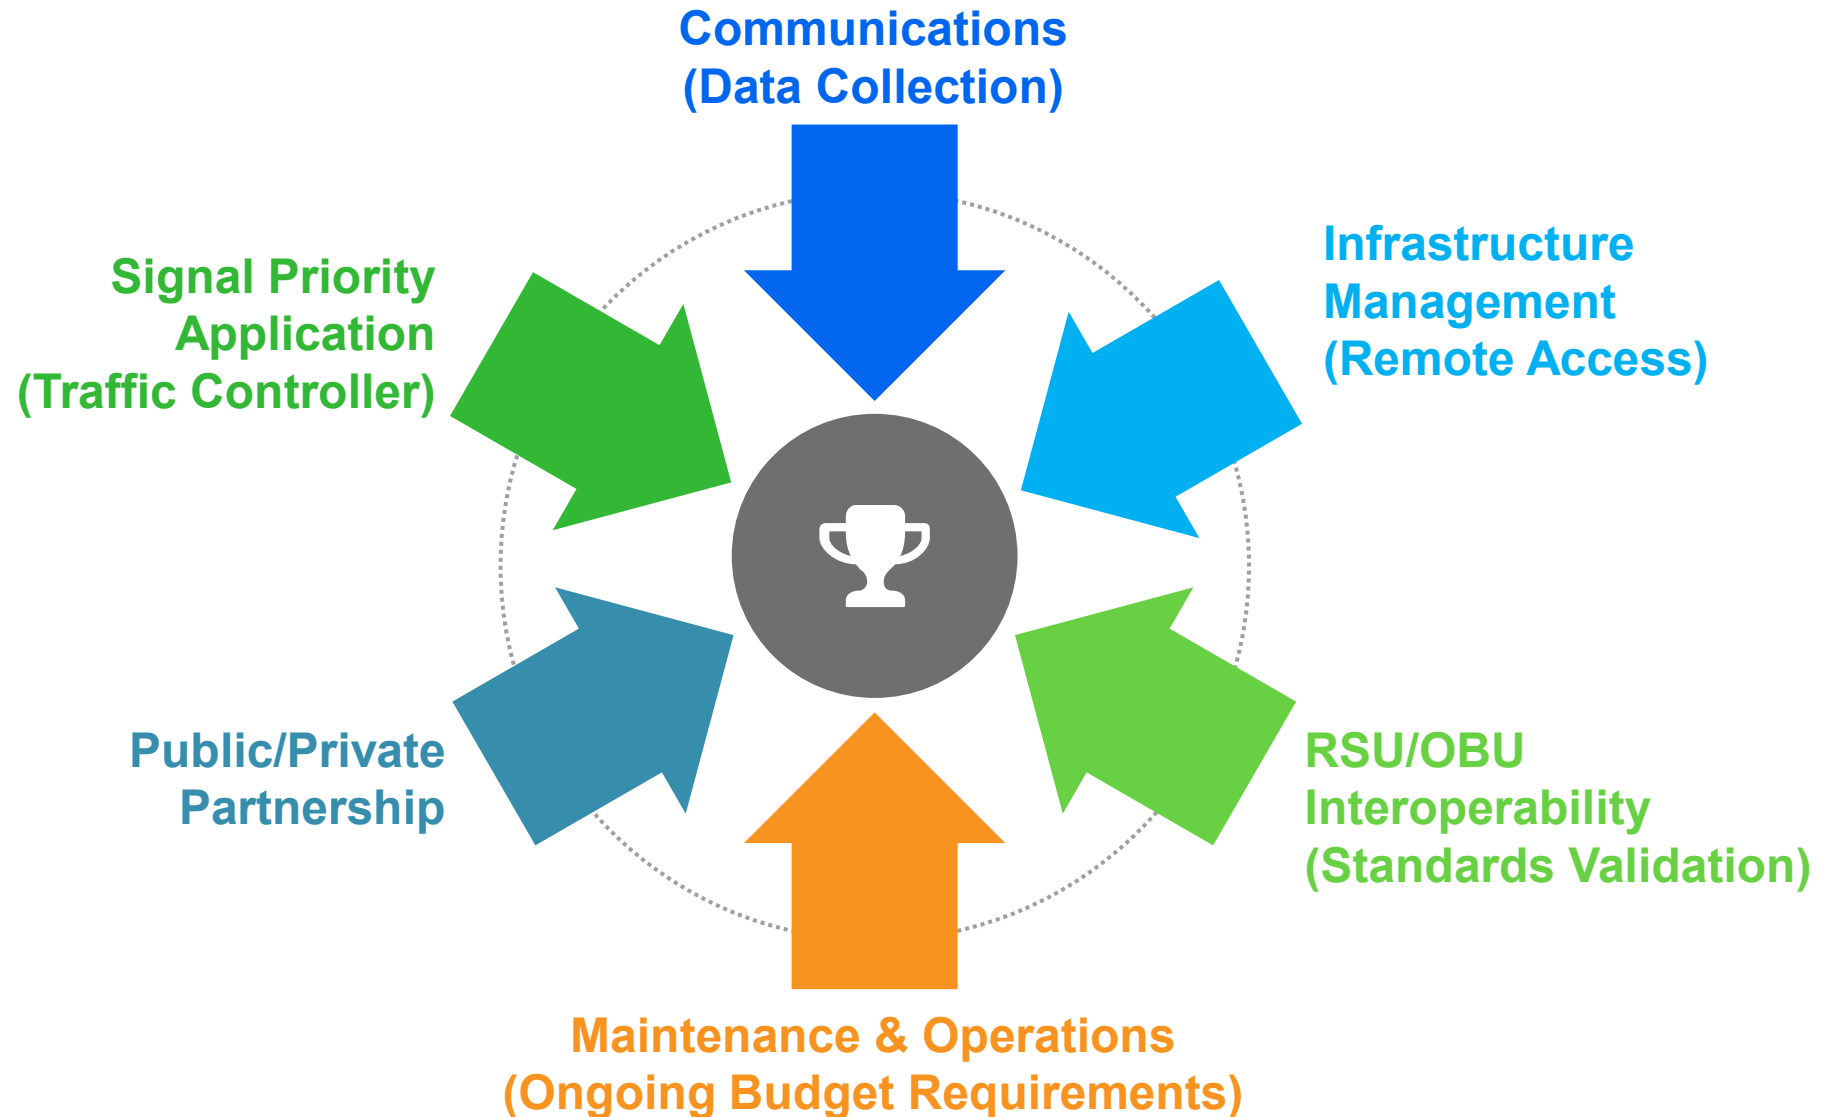 Communications
(Data Collection)
Infrastructure
Management
(Remote Access)
Signal Priority
Application
(Traffic Controller)
Public/Private
Partnership
RSU/OBU
Interoperability
(Standards Validation)
Maintenance & Operations
(Ongoing Budget Requirements)